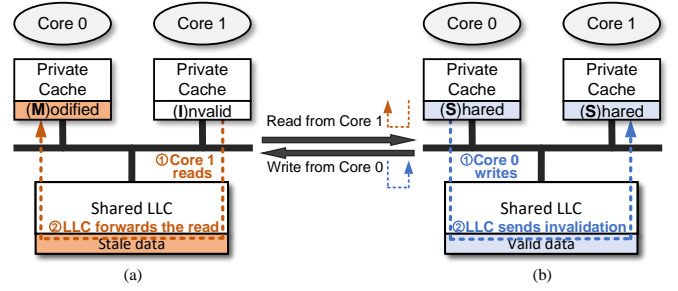 Core 0
Core 1
Private
Cache
(M)odified
Private
Cache
(I)nvalid
①Core 1
reads
Shared LLC
②LLC forwards the read
Stale data
(a)
Read from Core 1
Write from Core 0
Core 0
Core 1
Private
Cache
(S)hared
Private
Cache
(S)hared
①Core 0
writes
Shared LLC
②LLC sends invalidation
Valid data
(b)